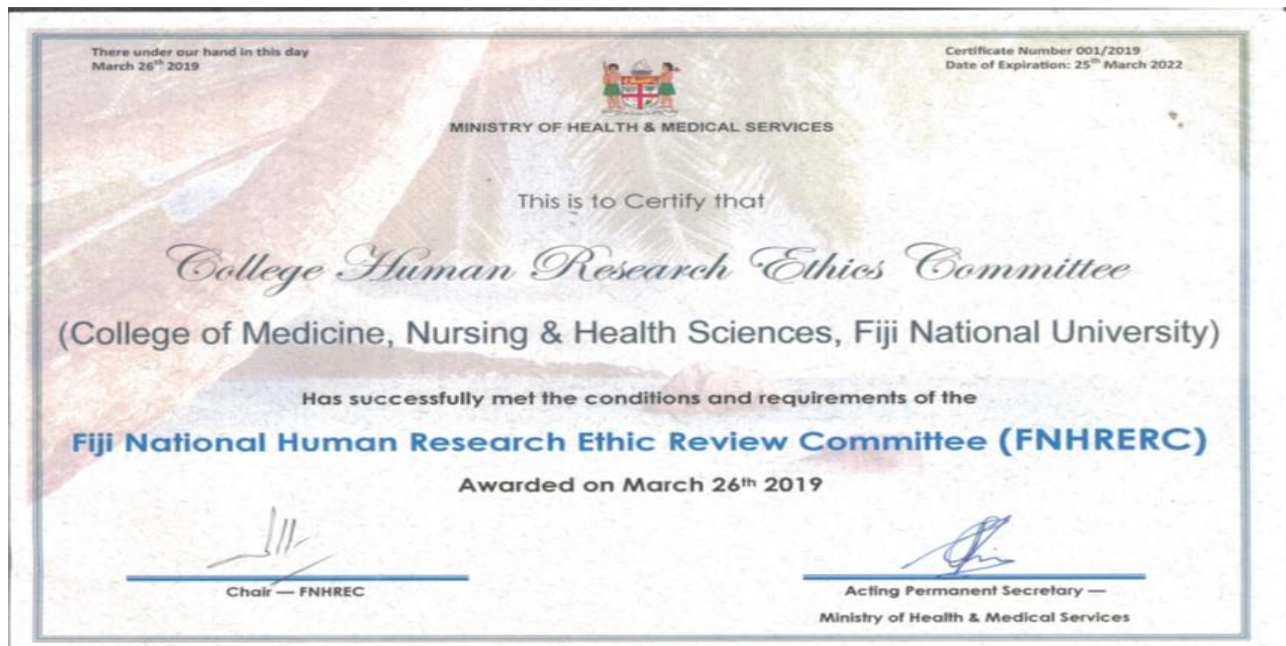 There under our hand in this day
March 26th 2019
Certificate Number 001/2019
Date of Expiration: 25th March 2022
MINISTRY OF HEALTH & MEDICAL SERVICES
This is to Certify that
College Human Research Ethics Committee
(College of Medicine, Nursing & Health Sciences, Fiji National University)
Has successfully met the conditions and requirements of the
Fiji National Human Research Ethic Review Committee (FNHRERC)
Awarded on March 26th 2019
Chair — FNHREC
Acting Permanent Secretary —
Ministry of Health & Medical Services